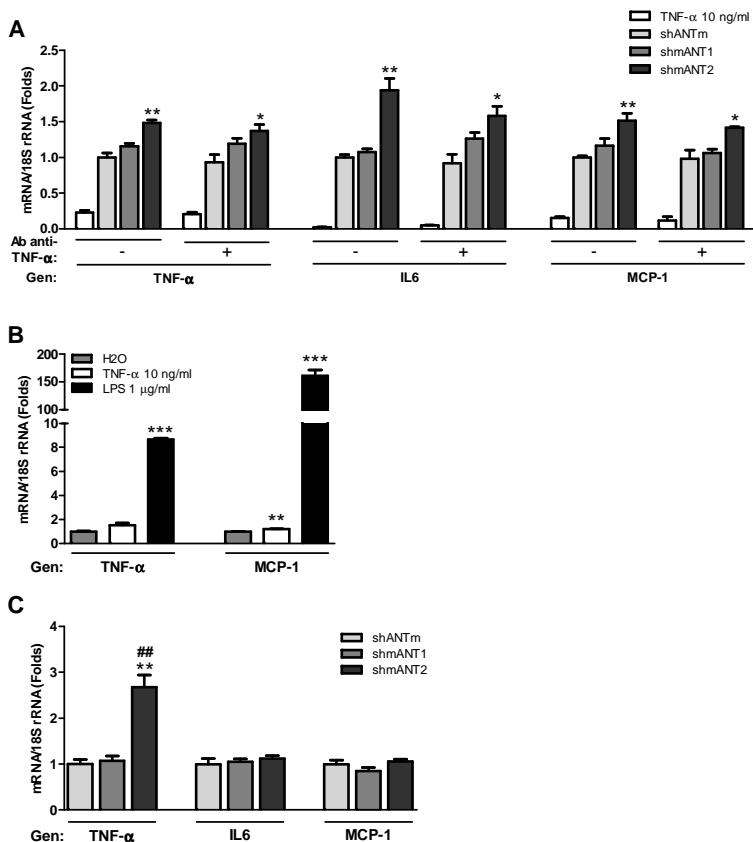 A
TNF-α 10 ng/ml
shANTm
shmANT1
shmANT2
mRNA/18S rRNA (Folds)
2.5
2.0
1.5
1.0
0.5
0.0
** * ** * ** *
Ab anti-
TNF-α:
- + - + - +
Gen: TNF-α IL6 MCP-1
B
H2O
TNF-α 10 ng/ml
LPS 1 µg/ml
mRNA/18S rRNA (Folds)
200
150
100
10
8
6
4
2
0
*** ** ***
Gen: TNF-α MCP-1
C
shANTm
shmANT1
shmANT2
mRNA/18S rRNA (Folds)
4
3
2
1
0
##
**
Gen: TNF-α IL6 MCP-1